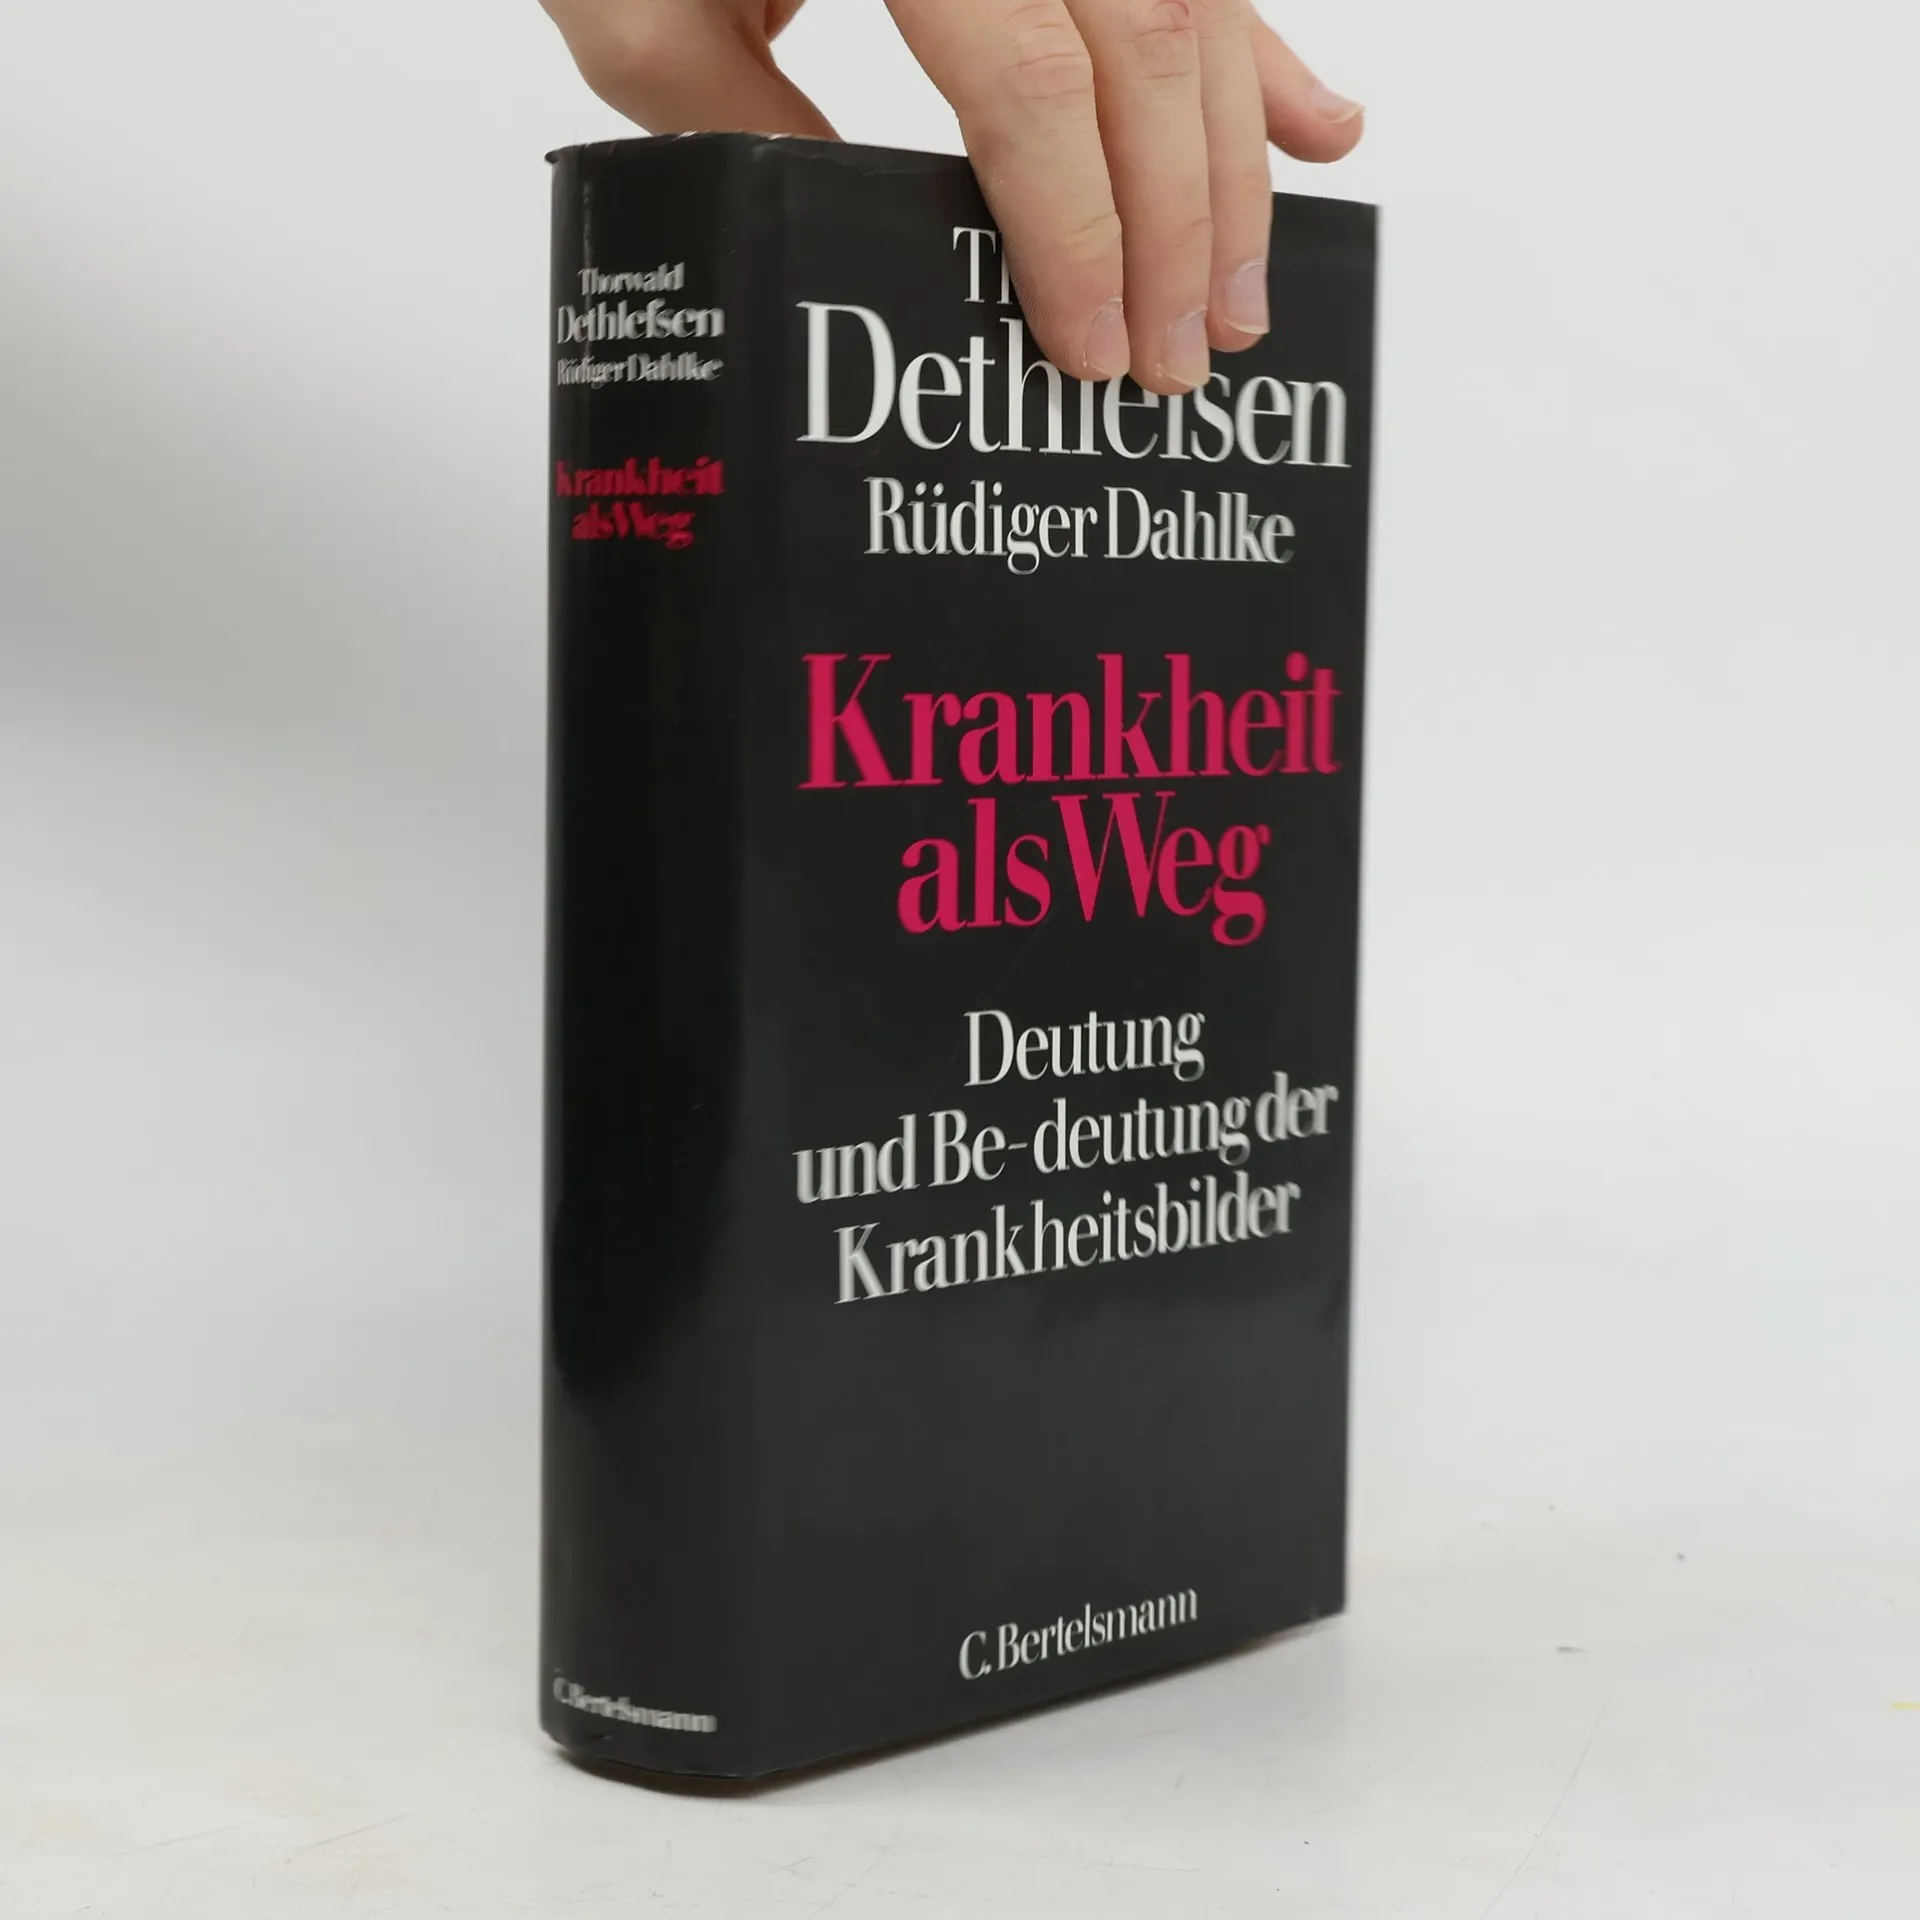 Thorwald
Dethlefsen
Rüdiger Dahlke
Krankheit
als Weg
C. Bertelsmann
Dethlefsen
Rüdiger Dahlke
Krankheit
als Weg
Deutung
und Be-deutung der
Krankheitsbilder
C. Bertelsmann